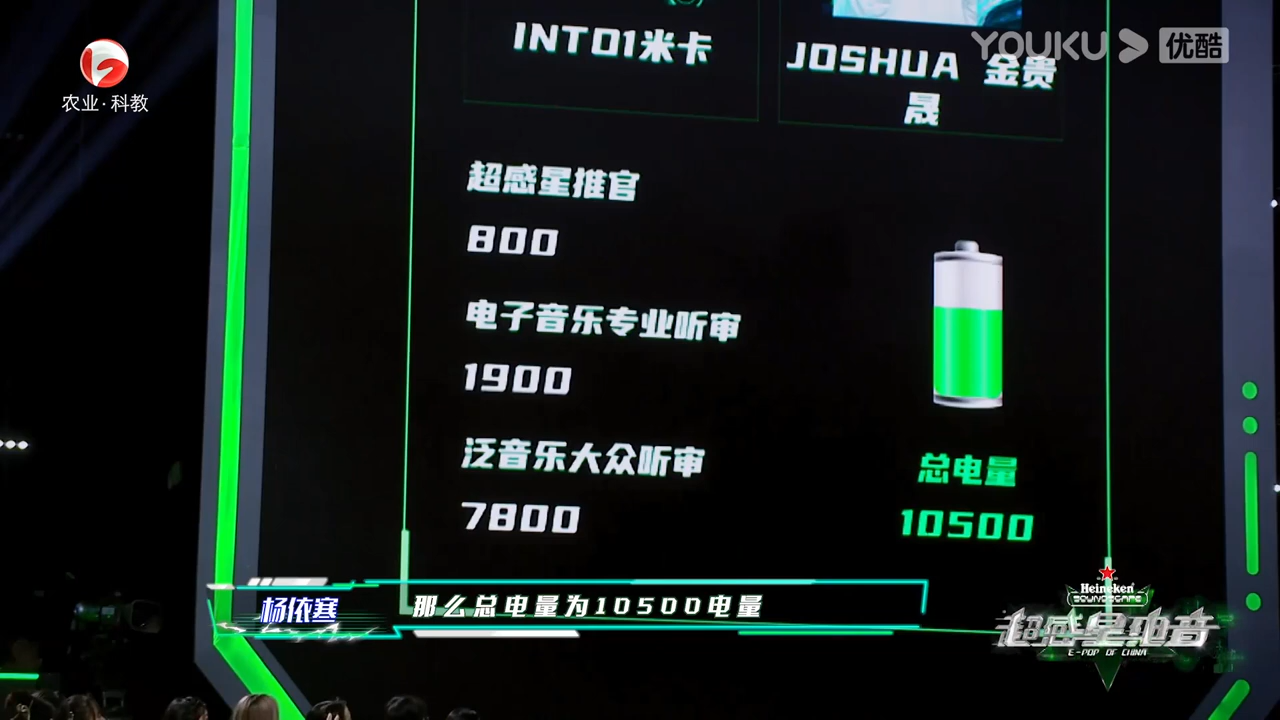 INTO1米卡
JOSHUA 金贵
晟
YOUKU 优酷
农业·科教
超感星推官
800
电子音乐专业听审
1900
泛音乐大众听审
7800
总电量
10500
杨依寒
那么总电量为10500电量
Heineken
SOUNDSCAPE
超感星电音
E-POP OF CHINA